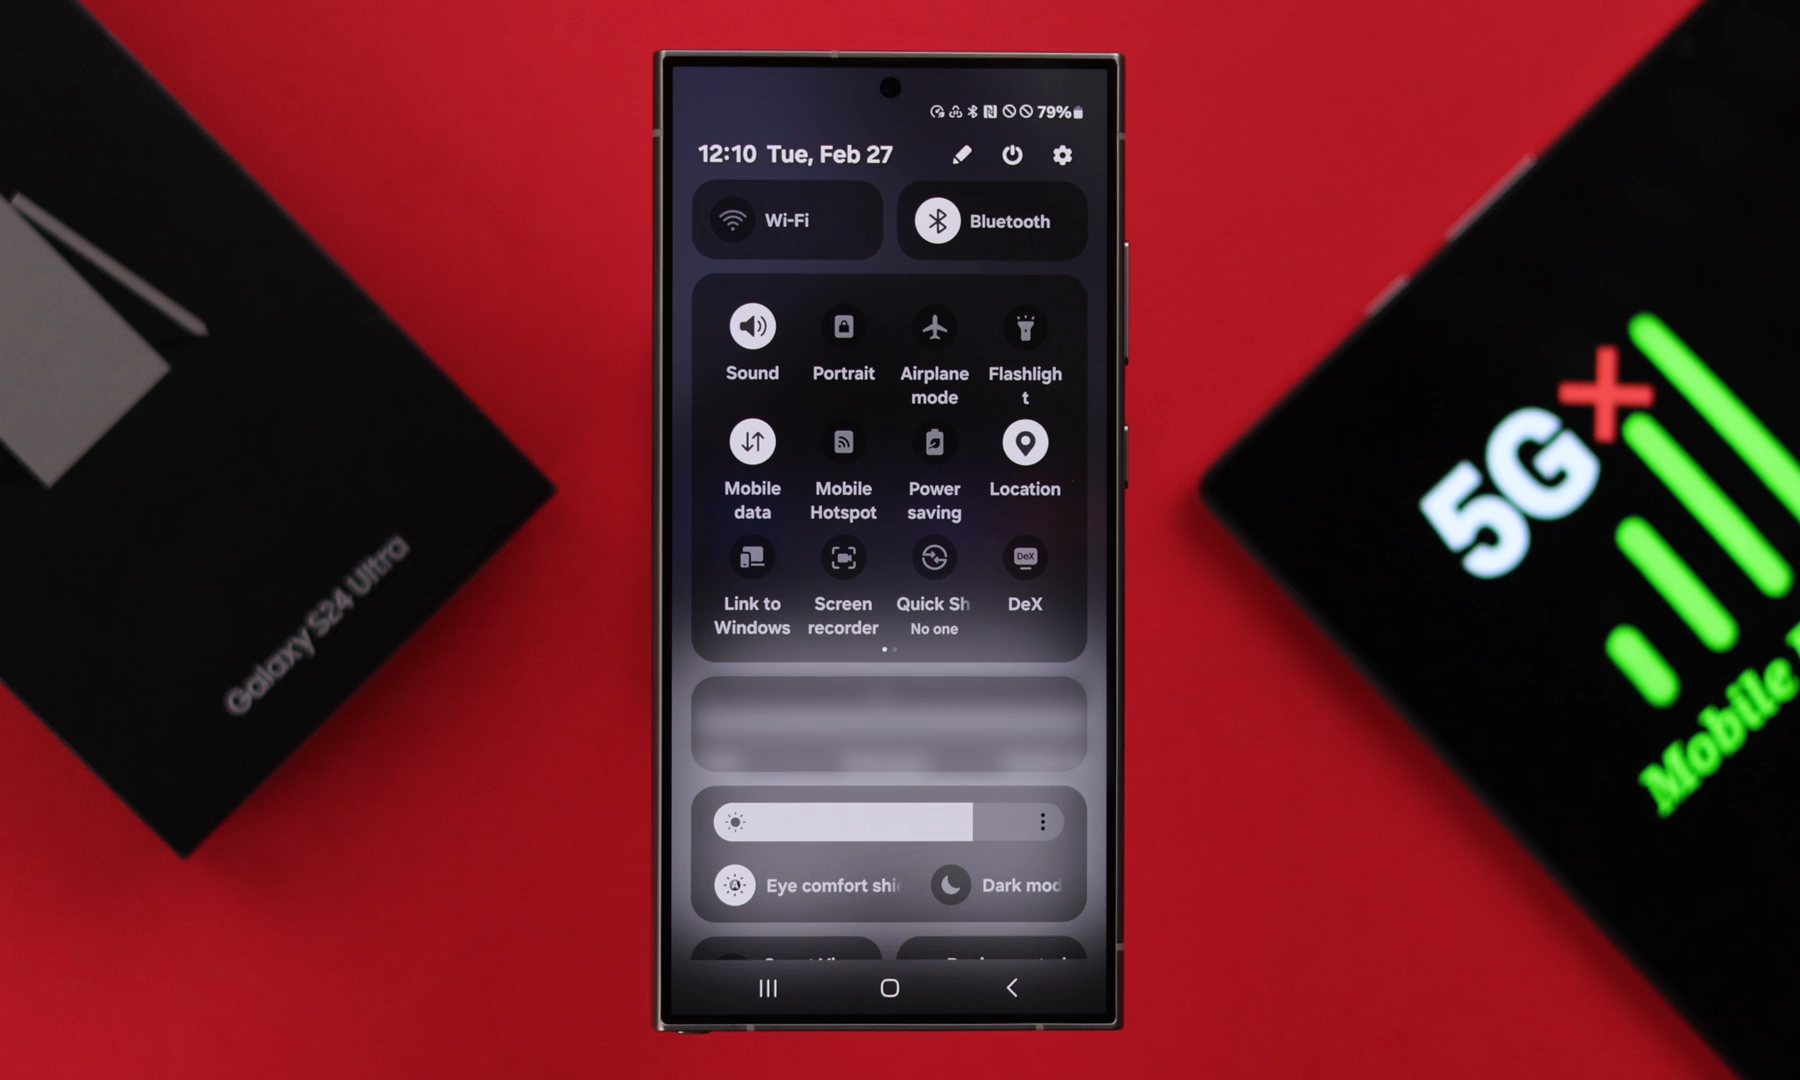 79%
12:10 Tue, Feb 27
Wi-Fi
Bluetooth
Sound
Portrait
Airplane
mode
Flashligh
t
Mobile
data
Mobile
Hotspot
Power
saving
Location
Link to
Windows
Screen
recorder
Quick Sh
No one
DeX
DeX
Eye comfort shi
Dark mod
Galaxy S24 Ultra
5G
Mobile